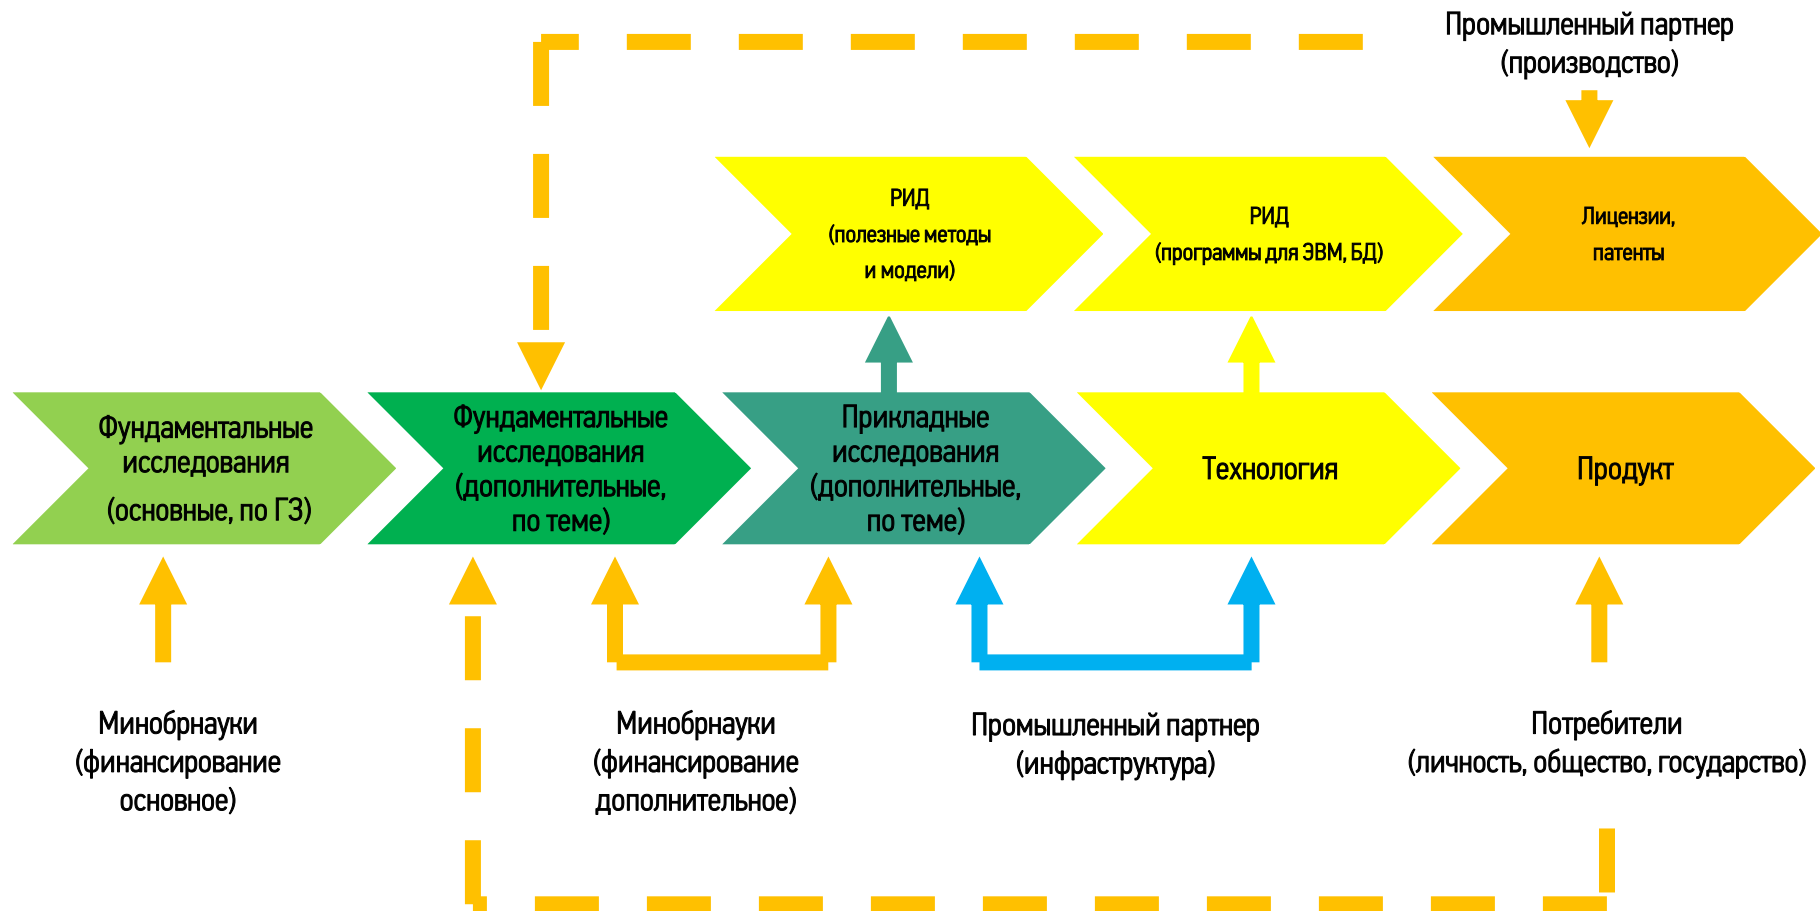 Промышленный партнер
(производство)
РИД
(полезные методы
и модели)
РИД
(программы для ЭВМ, БД)
Лицензии,
патенты
Фундаментальные
исследования
(основные, по ГЗ)
Фундаментальные
исследования
(дополнительные,
по теме)
Прикладные
исследования
(дополнительные,
по теме)
Технология
Продукт
Минобрнауки
(финансирование
основное)
Минобрнауки
(финансирование
дополнительное)
Промышленный партнер
(инфраструктура)
Потребители
(личность, общество, государство)